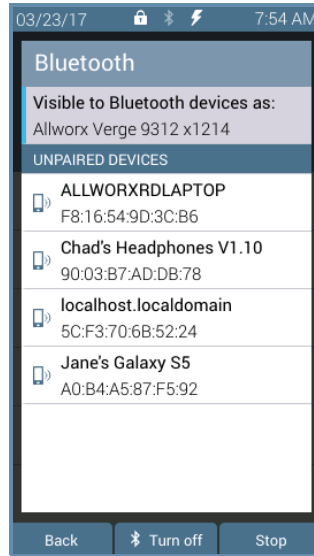 03/23/17 7:54 AM
Bluetooth
Visible to Bluetooth devices as:
Allworx Verge 9312 x1214
UNPAIRED DEVICES
ALLWORXRDLAPTOP
F8:16:54:9D:3C:B6
Chad's Headphones V1.10
90:03:B7:AD:DB:78
localhost.localdomain
5C:F3:70:6B:52:24
Jane's Galaxy S5
A0:B4:A5:87:F5:92
Back Turn off Stop